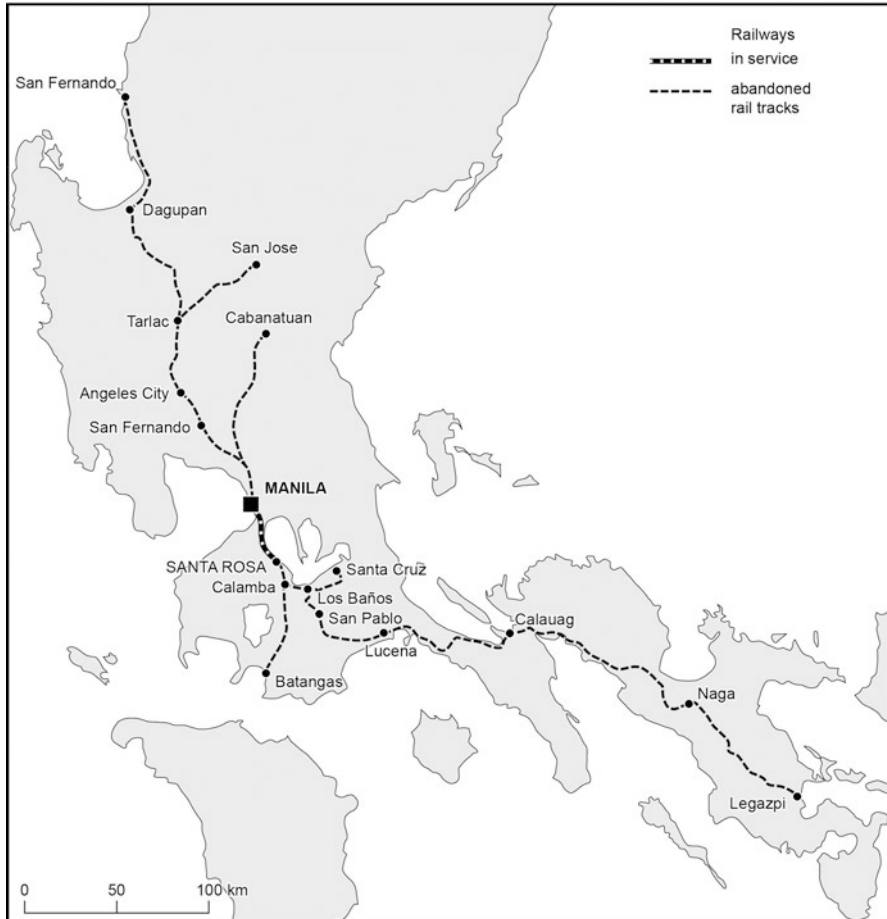 Railways
in service
abandoned
rail tracks
San Fernando
Dagupan
San Jose
Tarlac
Cabanatuan
Angeles City
San Fernando
MANILA
SANTA ROSA
Santa Cruz
Calamba
Los Baños
San Pablo
Calauag
Lucena
Batangas
Naga
Legazpi
0 50 100 km